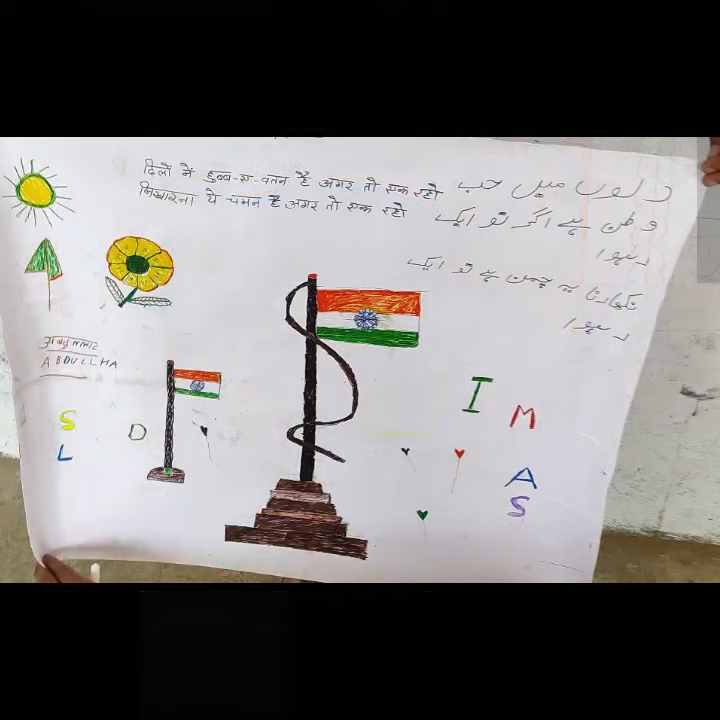 दिलों में हुब्ब-ए-वतन है अगर तो एक रहो
निखारना ये चमन है अगर तो एक रहो
دلوں میں حب
وطن ہے اگر تو ایک
رہو
نکھارنا یہ چمن ہے تو ایک
رہو
ABDULLHA
S
L
D
I
M
A
S